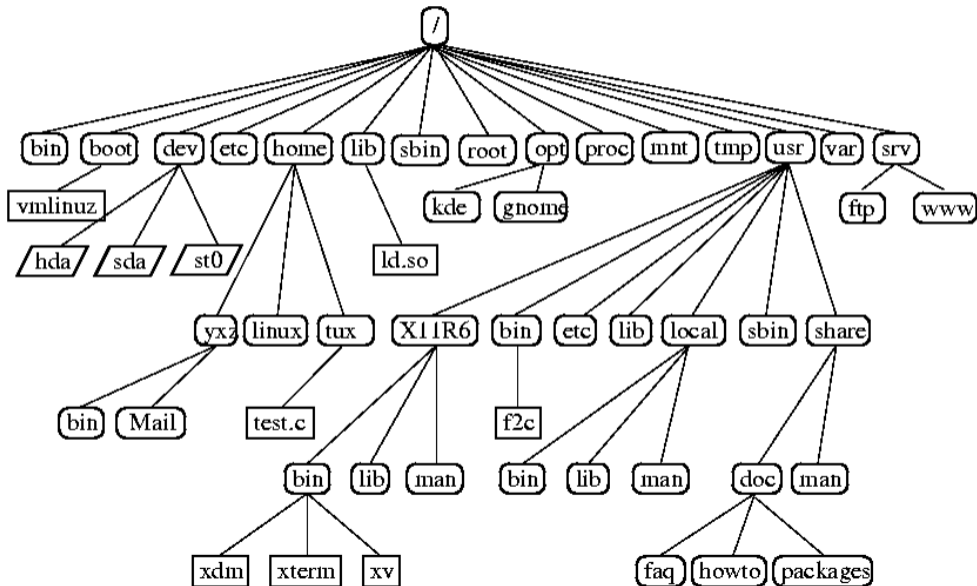 /
bin boot dev etc home lib sbin root opt proc mnt tmp usr var srv
vmlinuz kde gnome ftp www
hda sda st0 ld.so
yxz linux tux X11R6 bin etc lib local sbin share
bin Mail test.c f2c
bin lib man bin lib man doc man
xdm xterm xv faq howto packages